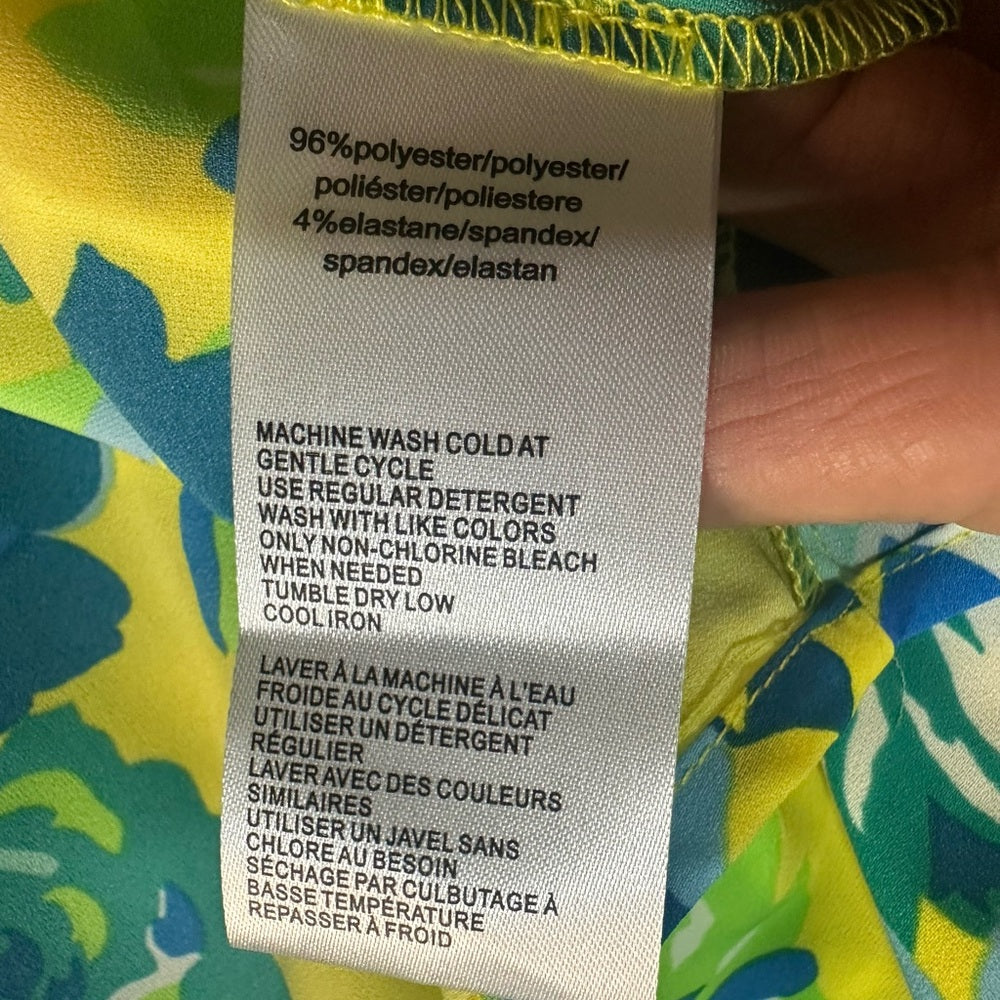 96%polyester/polyester/
poliéster/poliestere
4%elastane/spandex/
spandex/elastan
MACHINE WASH COLD AT
GENTLE CYCLE
USE REGULAR DETERGENT
WASH WITH LIKE COLORS
ONLY NON-CHLORINE BLEACH
WHEN NEEDED
TUMBLE DRY LOW
COOL IRON
LAVER À LA MACHINE À L'EAU
FROIDE AU CYCLE DÉLICAT
UTILISER UN DÉTERGENT
RÉGULIER
LAVER AVEC DES COULEURS
SIMILAIRES
UTILISER UN JAVEL SANS
CHLORE AU BESOIN
SÉCHAGE PAR CULBUTAGE À
BASSE TEMPÉRATURE
REPASSER À FROID